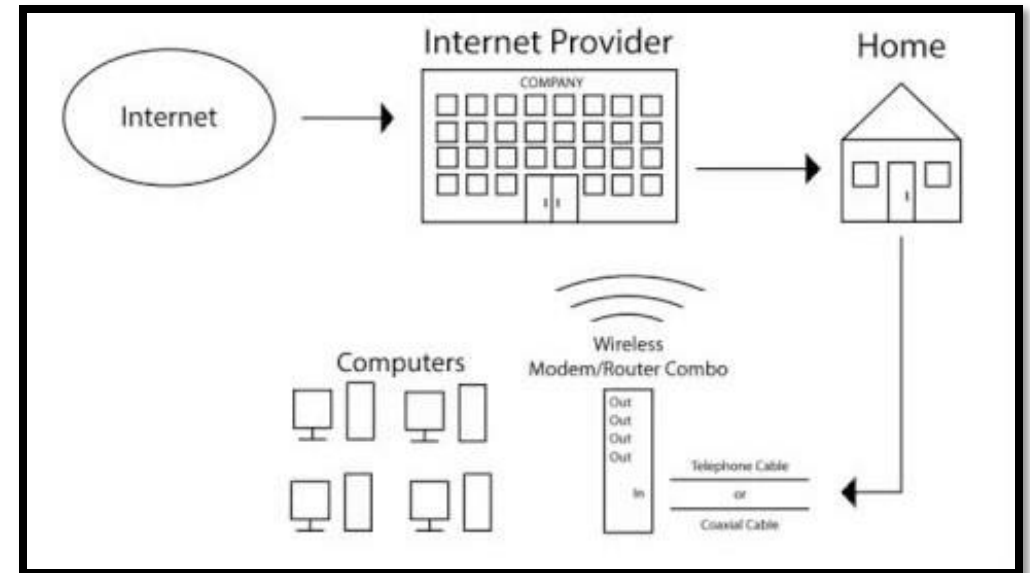 Internet Provider
Home
COMPANY
Internet
Wireless
Modem/Router Combo
Computers
Out
Out
Out
Out
In
Telephone Cable
or
Coaxial Cable